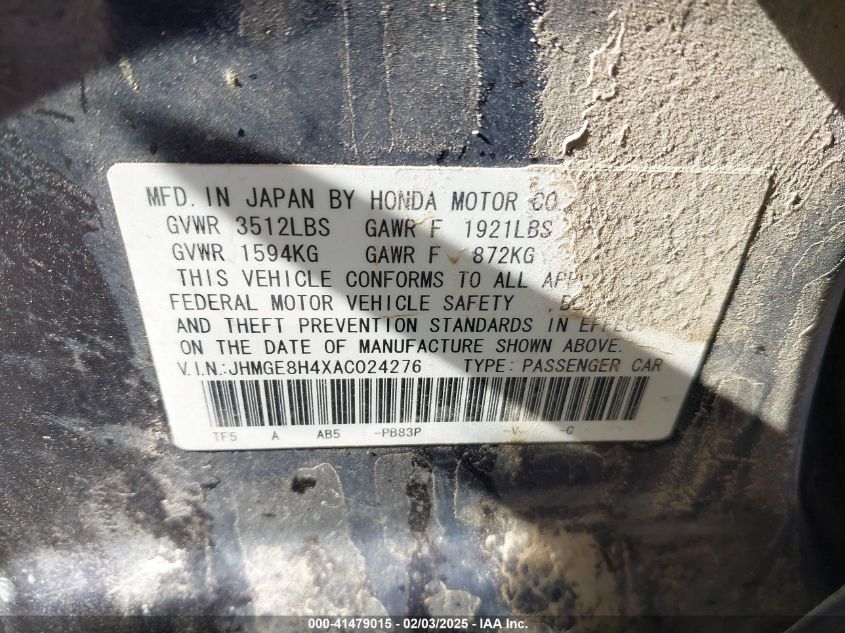 MFD. IN JAPAN BY HONDA MOTOR CO
GVWR 3512LBS GAWR F 1921LBS
GVWR 1594KG GAWR F 872KG
THIS VEHICLE CONFORMS TO ALL
FEDERAL MOTOR VEHICLE SAFETY
AND THEFT PREVENTION STANDARDS IN
ON THE DATE OF MANUFACTURE SHOWN ABOVE.
V.I.N.:JHMGE8H4XAC024276 TYPE: PASSENGER CAR
TF5 A AB5 -PB83P -V -C
000-41479015 - 02/03/2025 - IAA Inc.